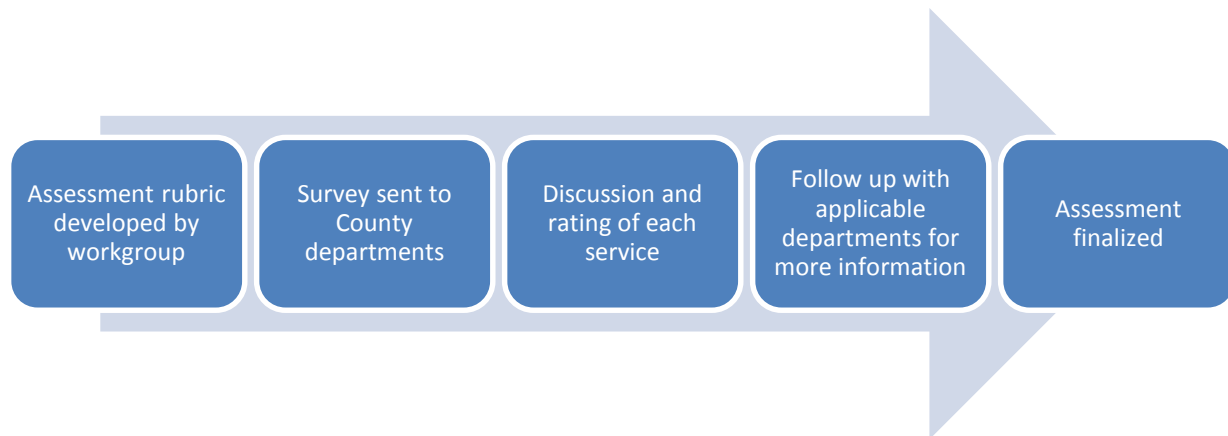 Assessment rubric
developed by
workgroup
Survey sent to
County
departments
Discussion and
rating of each
service
Follow up with
applicable
departments for
more information
Assessment
finalized